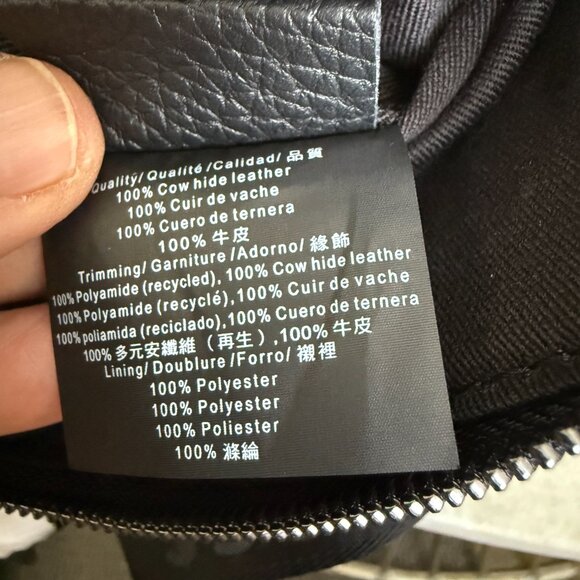 Quality/ Qualité /Calidad/ 品質
100% Cow hide leather
100% Cuir de vache
100% Cuero de ternera
100% 牛皮
Trimming/ Garniture /Adorno/ 緣飾
100% Polyamide (recycled), 100% Cow hide leather
100% Polyamide (recyclé), 100% Cuir de vache
100% poliamida (reciclado),100% Cuero de ternera
100% 多元安纖維（再生）,100% 牛皮
Lining/ Doublure /Forro/ 襯裡
100% Polyester
100% Polyester
100% Poliester
100% 滌綸